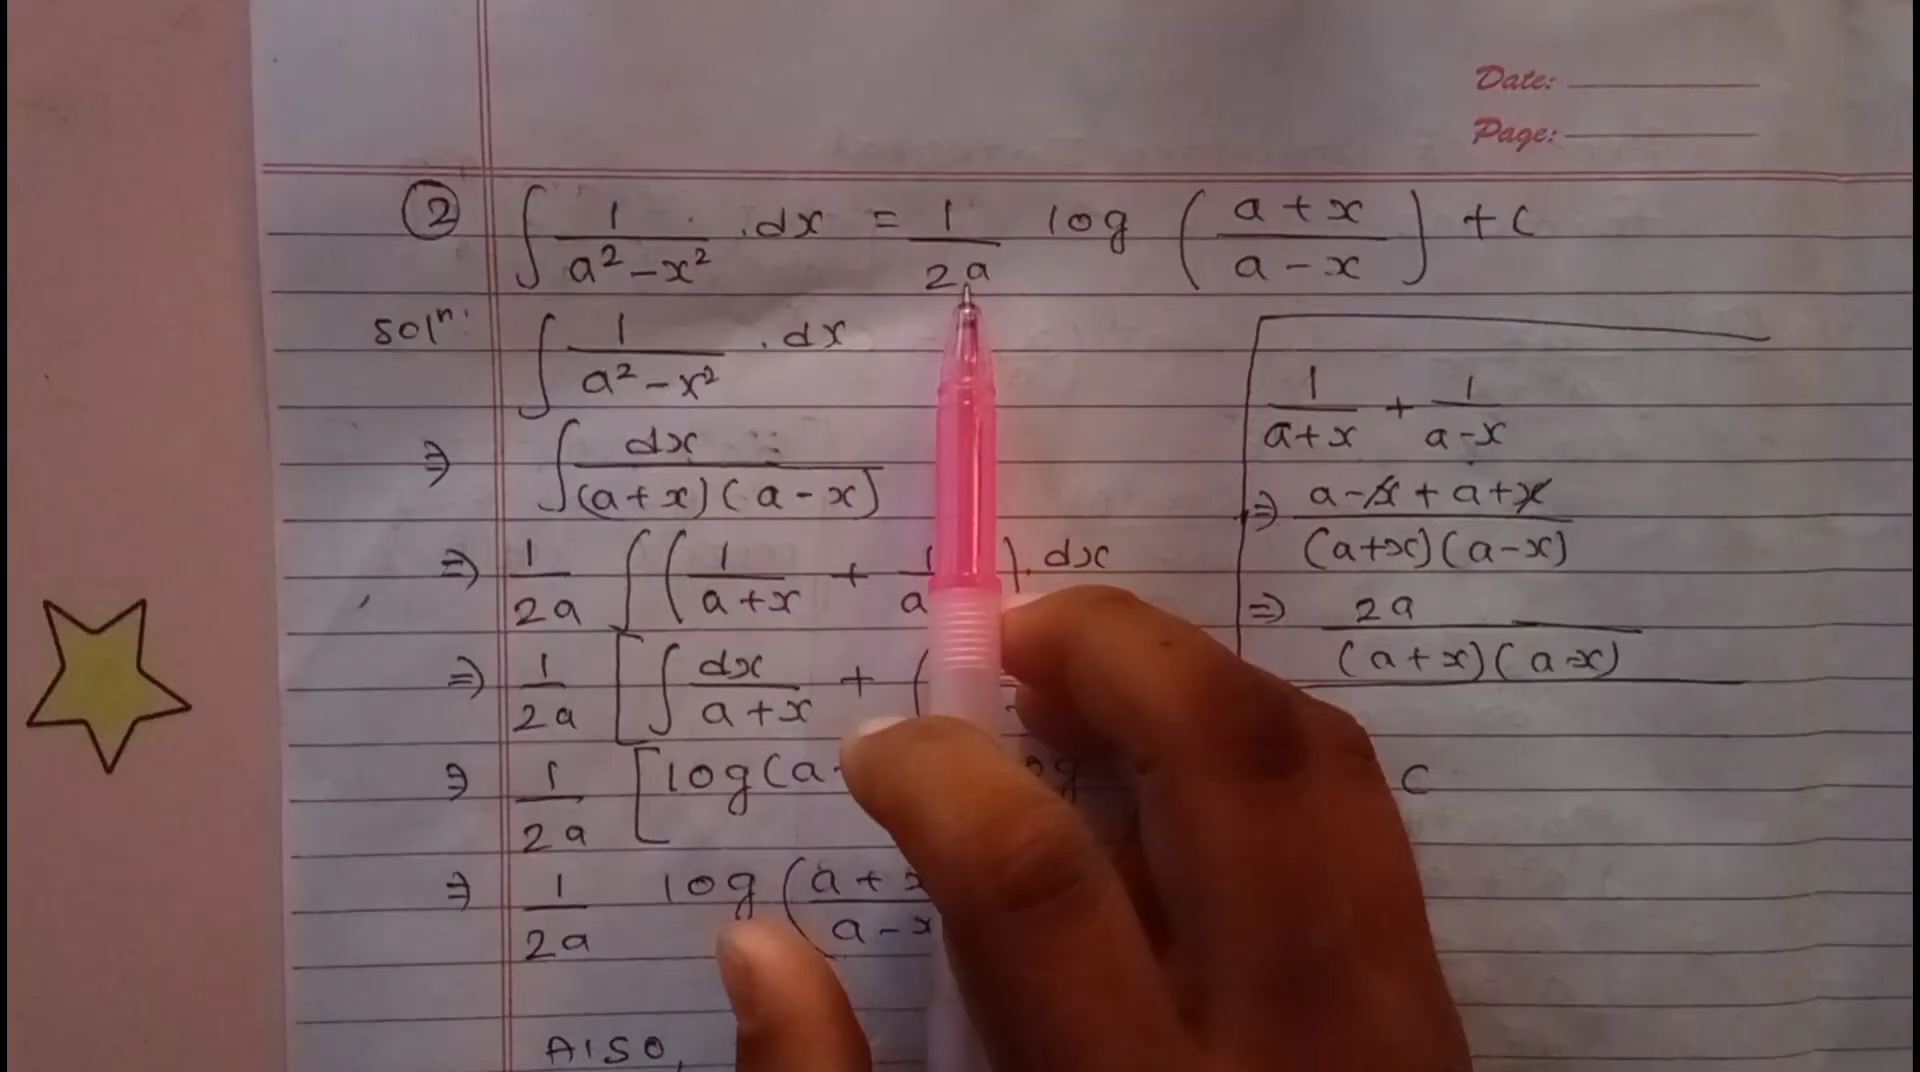 Date:
Page:
② ∫ 1/(a² - x²) .dx = 1/2a log ((a + x)/(a - x)) + C
Solⁿ: ∫ 1/(a² - x²) .dx
⇒ ∫ dx/((a + x)(a - x))
⇒ 1/2a ∫ (1/(a + x) + 1/a ) .dx
⇒ 1/2a [ ∫ dx/(a + x) +
⇒ 1/2a [ log(a C
⇒ 1/2a log (a + x/a - x
Also,
1/(a + x) + 1/(a - x)
⇒ (a - x + a + x)/((a + x)(a - x))
⇒ 2a/((a + x)(a - x))